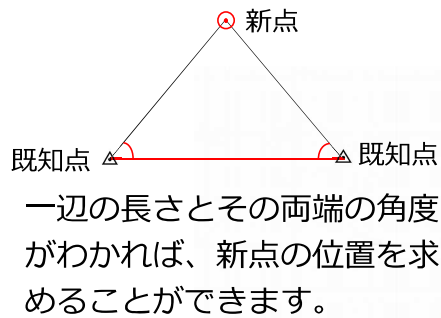 新点
既知点
既知点
一辺の長さとその両端の角度
がわかれば、新点の位置を求
めることができます。